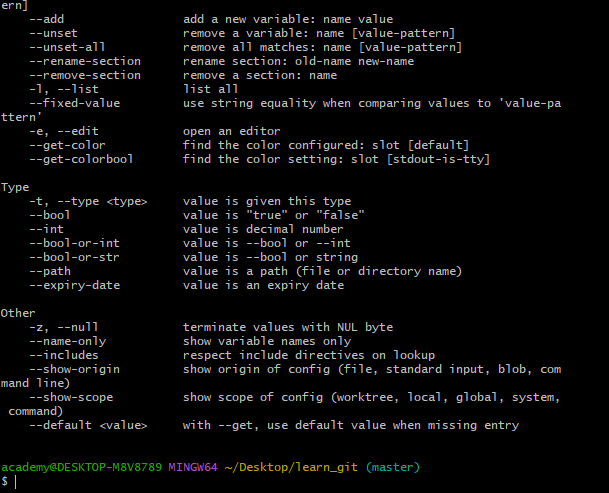 ern]
    --add                 add a new variable: name value
    --unset               remove a variable: name [value-pattern]
    --unset-all           remove all matches: name [value-pattern]
    --rename-section      rename section: old-name new-name
    --remove-section      remove a section: name
    -l, --list            list all
    --fixed-value         use string equality when comparing values to 'value-pa
ttern'
    -e, --edit            open an editor
    --get-color           find the color configured: slot [default]
    --get-colorbool       find the color setting: slot [stdout-is-tty]

Type
    -t, --type <type>     value is given this type
    --bool                value is "true" or "false"
    --int                 value is decimal number
    --bool-or-int         value is --bool or --int
    --bool-or-str         value is --bool or string
    --path                value is a path (file or directory name)
    --expiry-date         value is an expiry date

Other
    -z, --null            terminate values with NUL byte
    --name-only           show variable names only
    --includes            respect include directives on lookup
    --show-origin         show origin of config (file, standard input, blob, com
mand line)
    --show-scope          show scope of config (worktree, local, global, system,
 command)
    --default <value>     with --get, use default value when missing entry

academy@DESKTOP-M8V8789 MINGW64 ~/Desktop/learn_git (master)
$